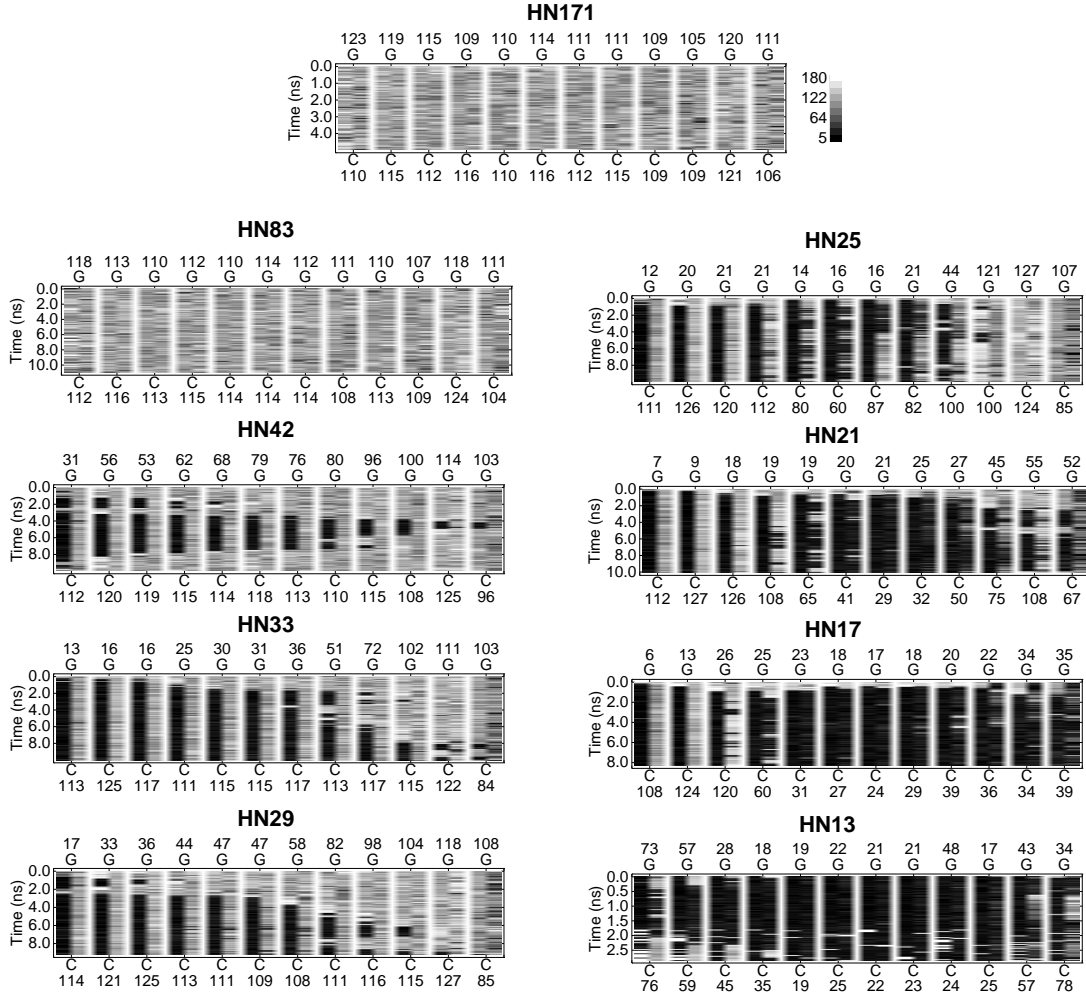 HN171
123 119 115 109 110 114 111 111 109 105 120 111
G G G G G G G G G G G G
0.0
1.0
2.0
3.0
4.0
Time (ns)
C C C C C C C C C C C C
110 115 112 116 110 116 112 115 109 109 121 106
180
122
64
5
HN83
118 113 110 112 110 114 112 111 110 107 118 111
G G G G G G G G G G G G
0.0
2.0
4.0
6.0
8.0
10.0
Time (ns)
C C C C C C C C C C C C
112 116 113 115 114 114 114 108 113 109 124 104
HN42
31 56 53 62 68 79 76 80 96 100 114 103
G G G G G G G G G G G G
0.0
2.0
4.0
6.0
8.0
Time (ns)
C C C C C C C C C C C C
112 120 119 115 114 118 113 110 115 108 125 96
HN33
13 16 16 25 30 31 36 51 72 102 111 103
G G G G G G G G G G G G
0.0
2.0
4.0
6.0
8.0
Time (ns)
C C C C C C C C C C C C
113 125 117 111 115 115 117 113 117 115 122 84
HN29
17 33 36 44 47 47 58 82 98 104 118 108
G G G G G G G G G G G G
0.0
2.0
4.0
6.0
8.0
Time (ns)
C C C C C C C C C C C C
114 121 125 113 111 109 108 111 116 115 127 85
HN25
12 20 21 21 14 16 16 21 44 121 127 107
G G G G G G G G G G G G
0.0
2.0
4.0
6.0
8.0
Time (ns)
C C C C C C C C C C C C
111 126 120 112 80 60 87 82 100 100 124 85
HN21
7 9 18 19 19 20 21 25 27 45 55 52
G G G G G G G G G G G G
0.0
2.0
4.0
6.0
8.0
10.0
Time (ns)
C C C C C C C C C C C C
112 127 126 108 65 41 29 32 50 75 108 67
HN17
6 13 26 25 23 18 17 18 20 22 34 35
G G G G G G G G G G G G
0.0
2.0
4.0
6.0
8.0
Time (ns)
C C C C C C C C C C C C
108 124 120 60 31 27 24 29 39 36 34 39
HN13
73 57 28 18 19 22 21 21 48 17 43 34
G G G G G G G G G G G G
0.0
0.5
1.0
1.5
2.0
2.5
Time (ns)
C C C C C C C C C C C C
76 59 45 35 19 25 22 23 24 25 57 78